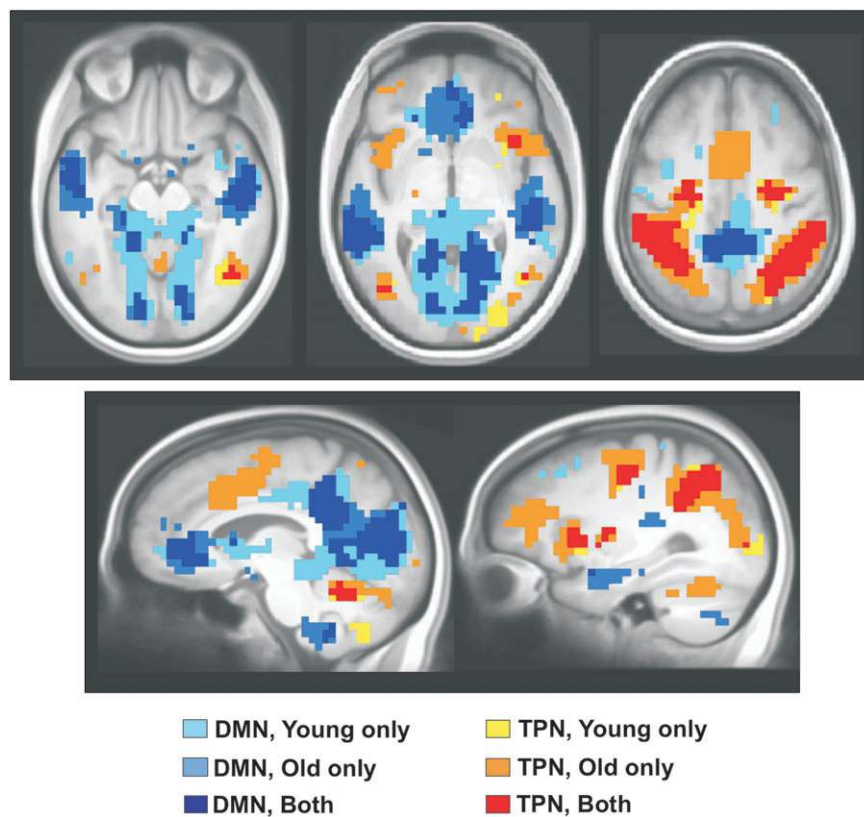 DMN, Young only
TPN, Young only
DMN, Old only
TPN, Old only
DMN, Both
TPN, Both